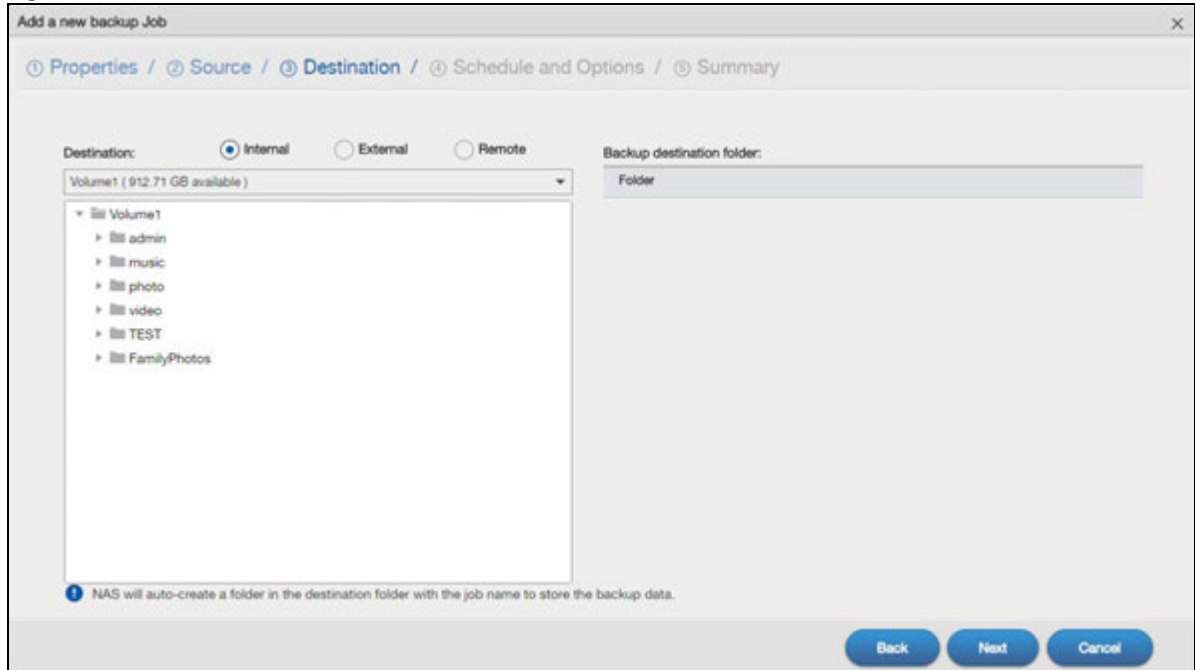 Add a new backup Job
① Properties / ② Source / ③ Destination / ④ Schedule and Options / ⑤ Summary
Destination: Internal External Remote
Backup destination folder:
Volume1 ( 912.71 GB available )
Folder
Volume1
admin
music
photo
video
TEST
FamilyPhotos
NAS will auto-create a folder in the destination folder with the job name to store the backup data.
Back Next Cancel